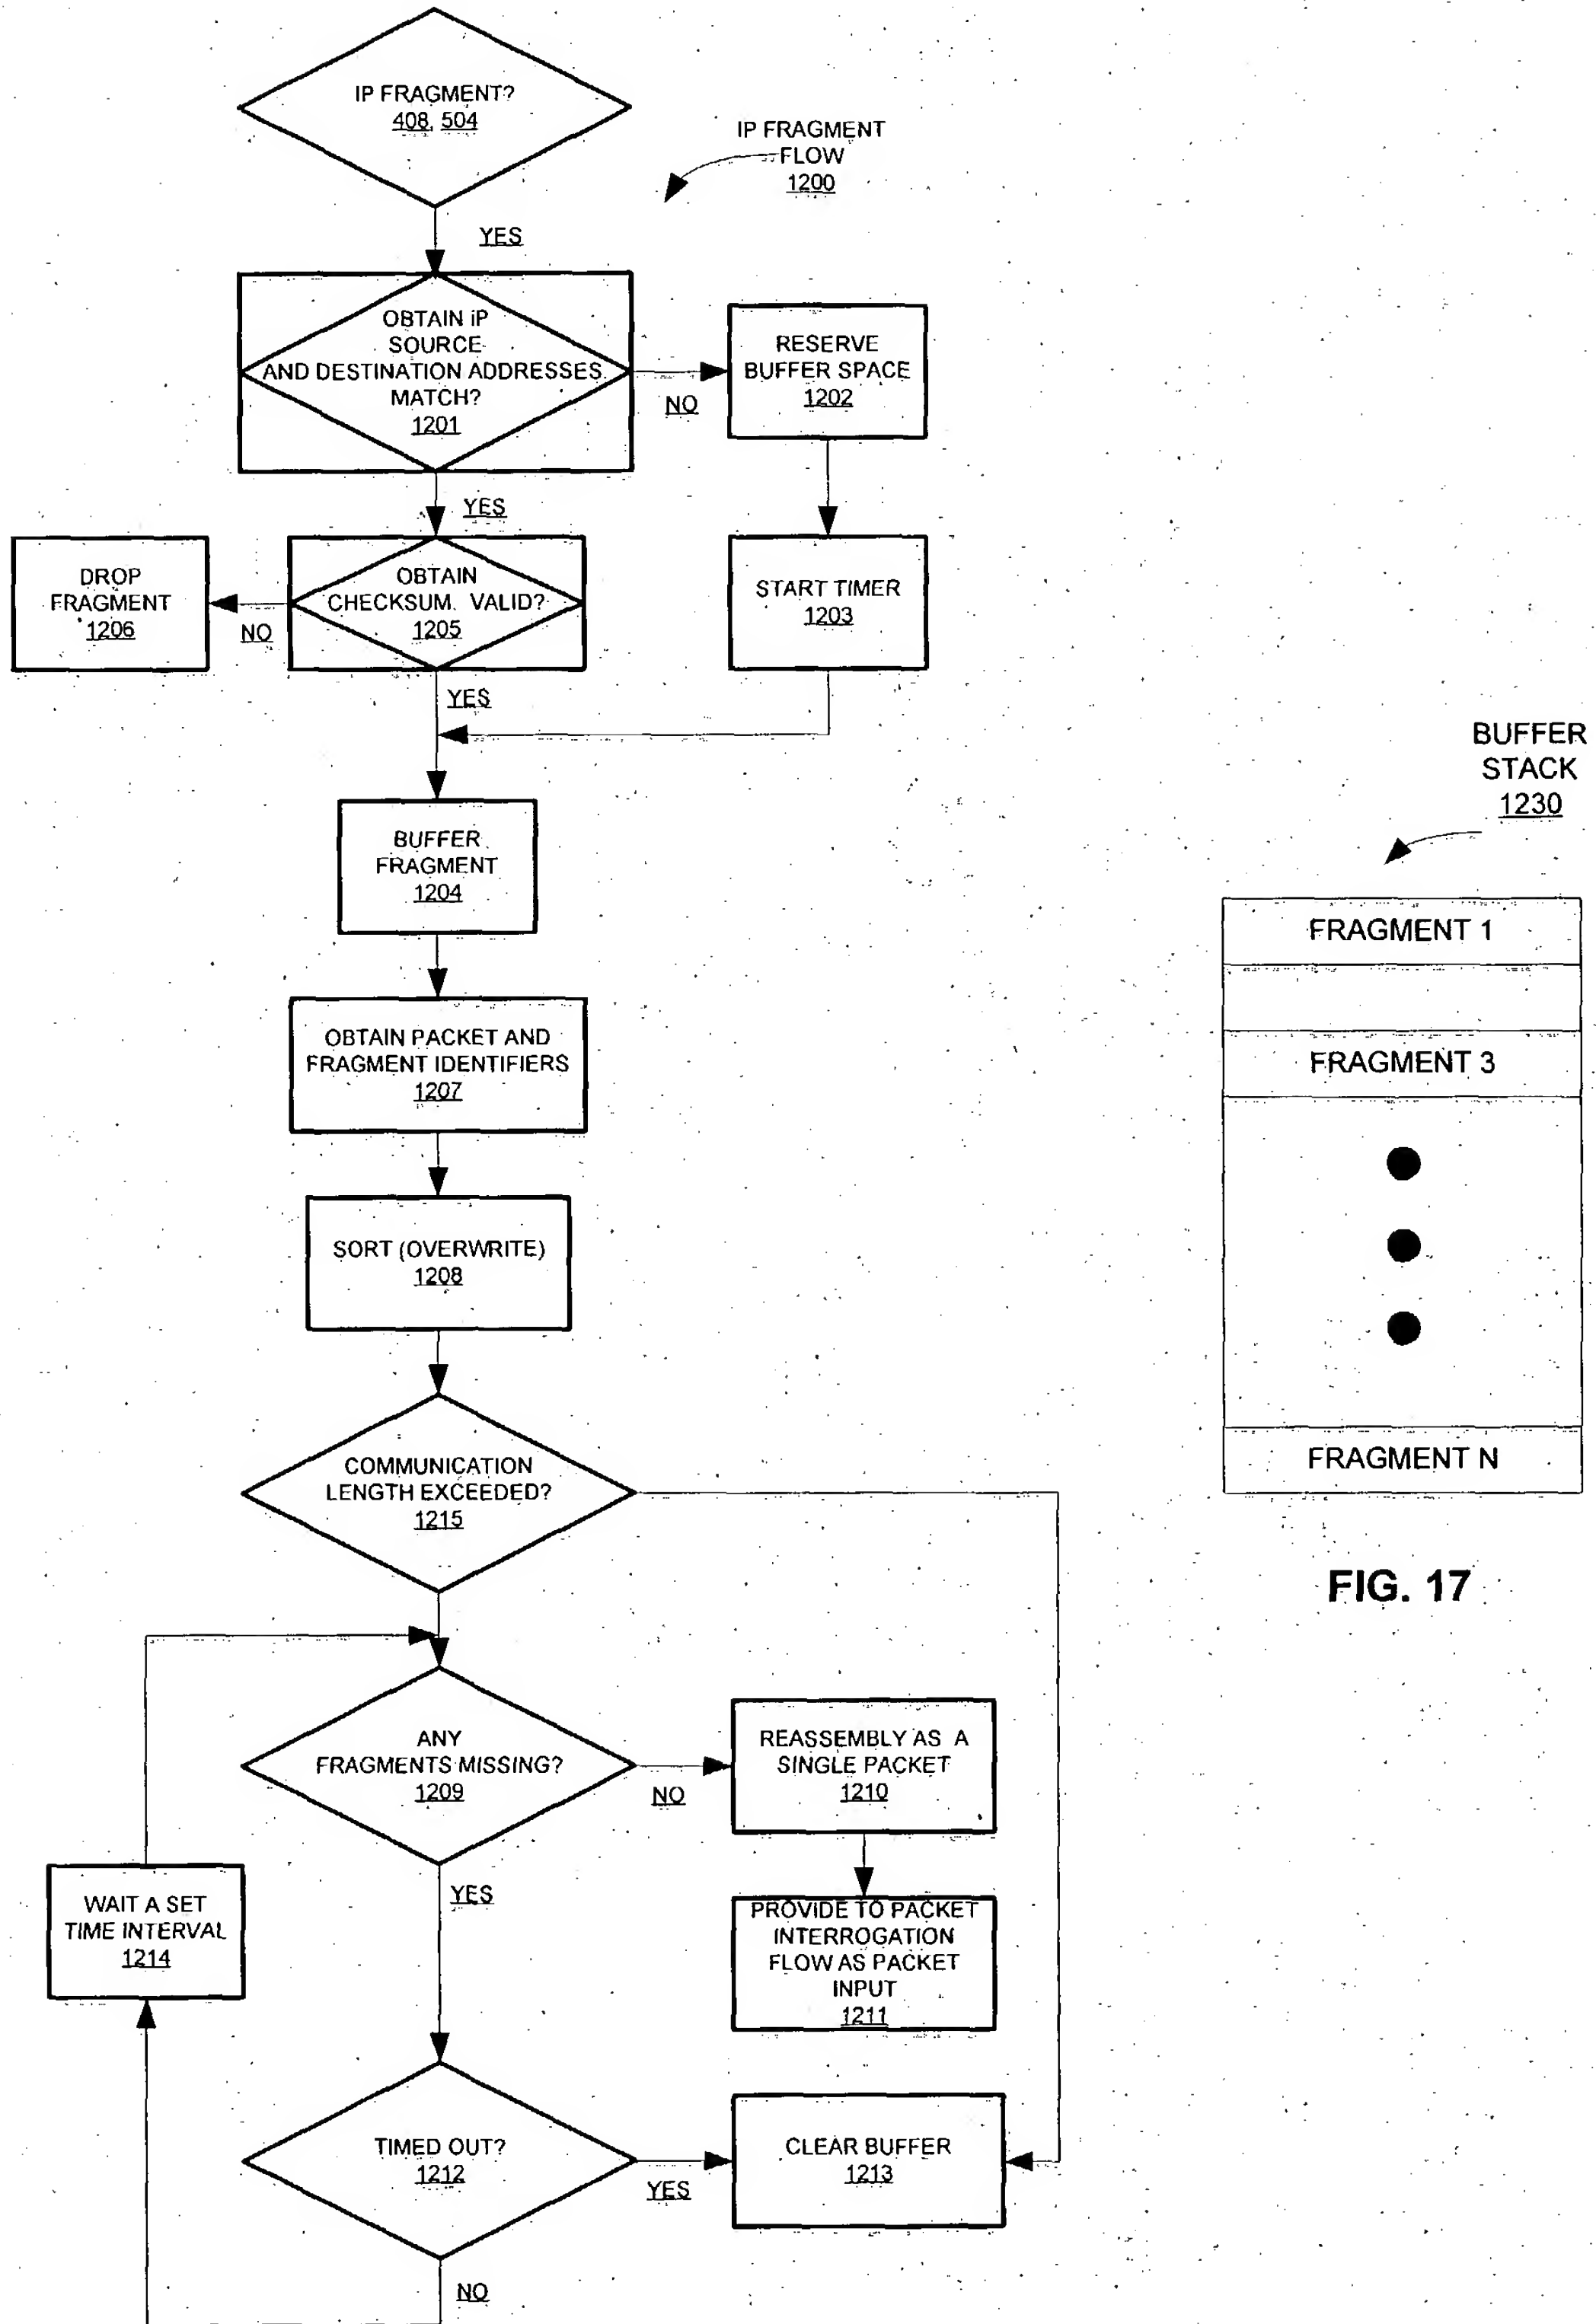 IP FRAGMENT?
408, 504
IP FRAGMENT
FLOW
1200
YES
OBTAIN IP
SOURCE
AND DESTINATION ADDRESSES
MATCH?
1201
NO
RESERVE
BUFFER SPACE
1202
YES
DROP
FRAGMENT
1206
NO
OBTAIN
CHECKSUM. VALID?
1205
START TIMER
1203
YES
BUFFER
FRAGMENT
1204
OBTAIN PACKET AND
FRAGMENT IDENTIFIERS
1207
SORT (OVERWRITE)
1208
COMMUNICATION
LENGTH EXCEEDED?
1215
ANY
FRAGMENTS MISSING?
1209
NO
REASSEMBLY AS A
SINGLE PACKET
1210
YES
WAIT A SET
TIME INTERVAL
1214
PROVIDE TO PACKET
INTERROGATION
FLOW AS PACKET
INPUT
1211
TIMED OUT?
1212
YES
CLEAR BUFFER
1213
NO
BUFFER
STACK
1230
FRAGMENT 1
FRAGMENT 3
FRAGMENT N
FIG. 17